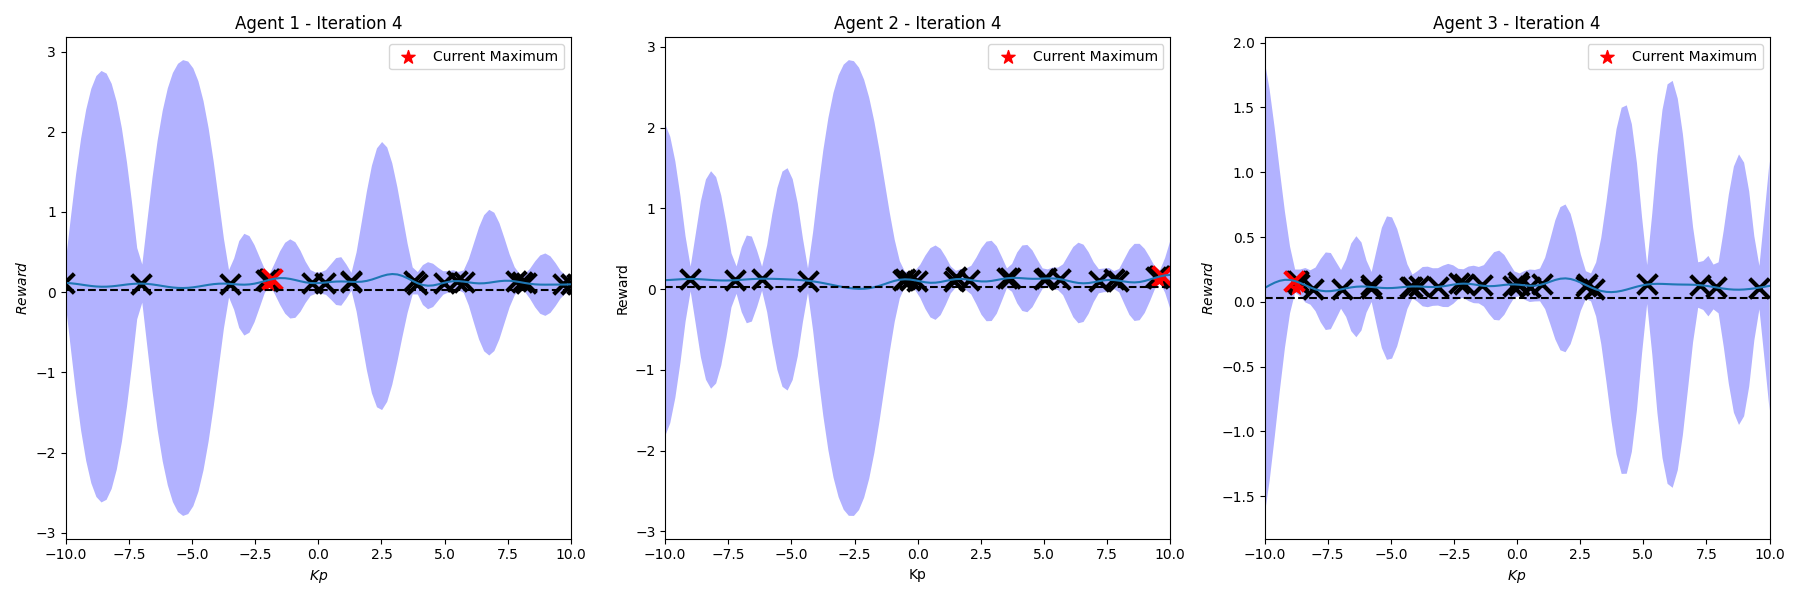 Agent 1 - Iteration 4
Current Maximum
3
2
1
0
−1
−2
−3
Reward
−10.0 −7.5 −5.0 −2.5 0.0 2.5 5.0 7.5 10.0
Kp
Agent 2 - Iteration 4
Current Maximum
3
2
1
0
−1
−2
−3
Reward
−10.0 −7.5 −5.0 −2.5 0.0 2.5 5.0 7.5 10.0
Kp
Agent 3 - Iteration 4
Current Maximum
2.0
1.5
1.0
0.5
0.0
−0.5
−1.0
−1.5
Reward
−10.0 −7.5 −5.0 −2.5 0.0 2.5 5.0 7.5 10.0
Kp